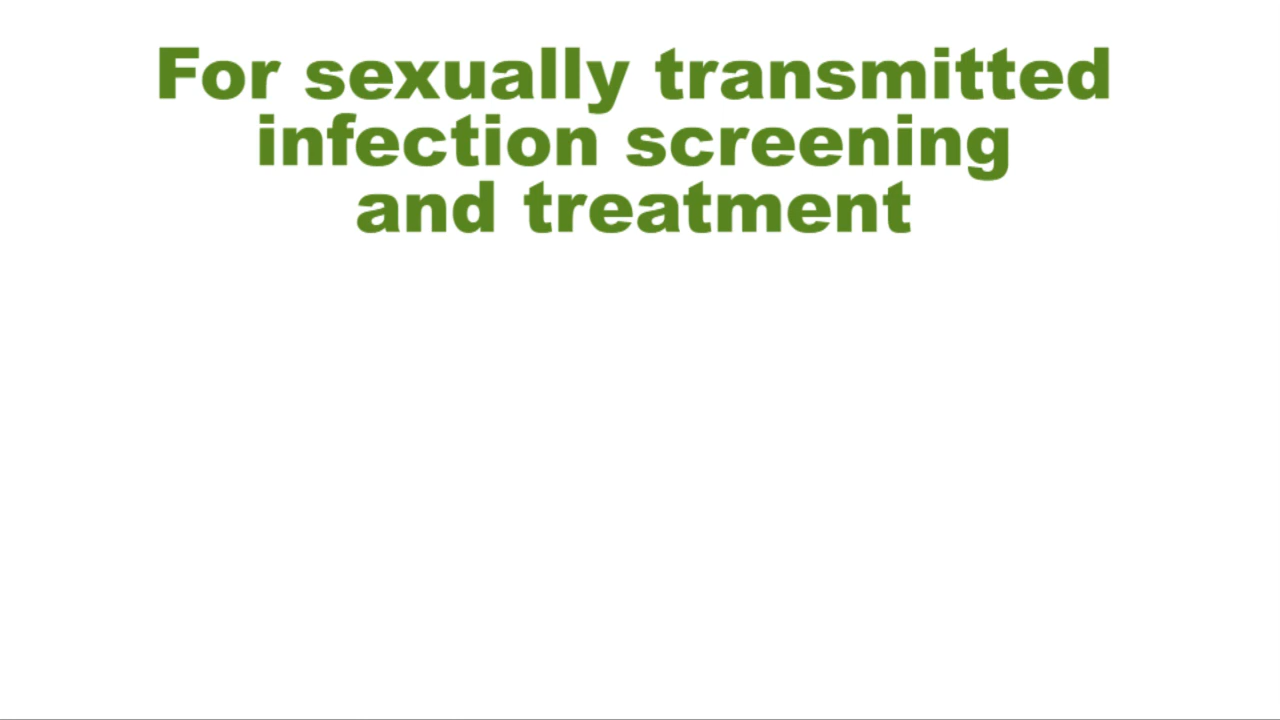 For sexually transmitted
infection screening
and treatment